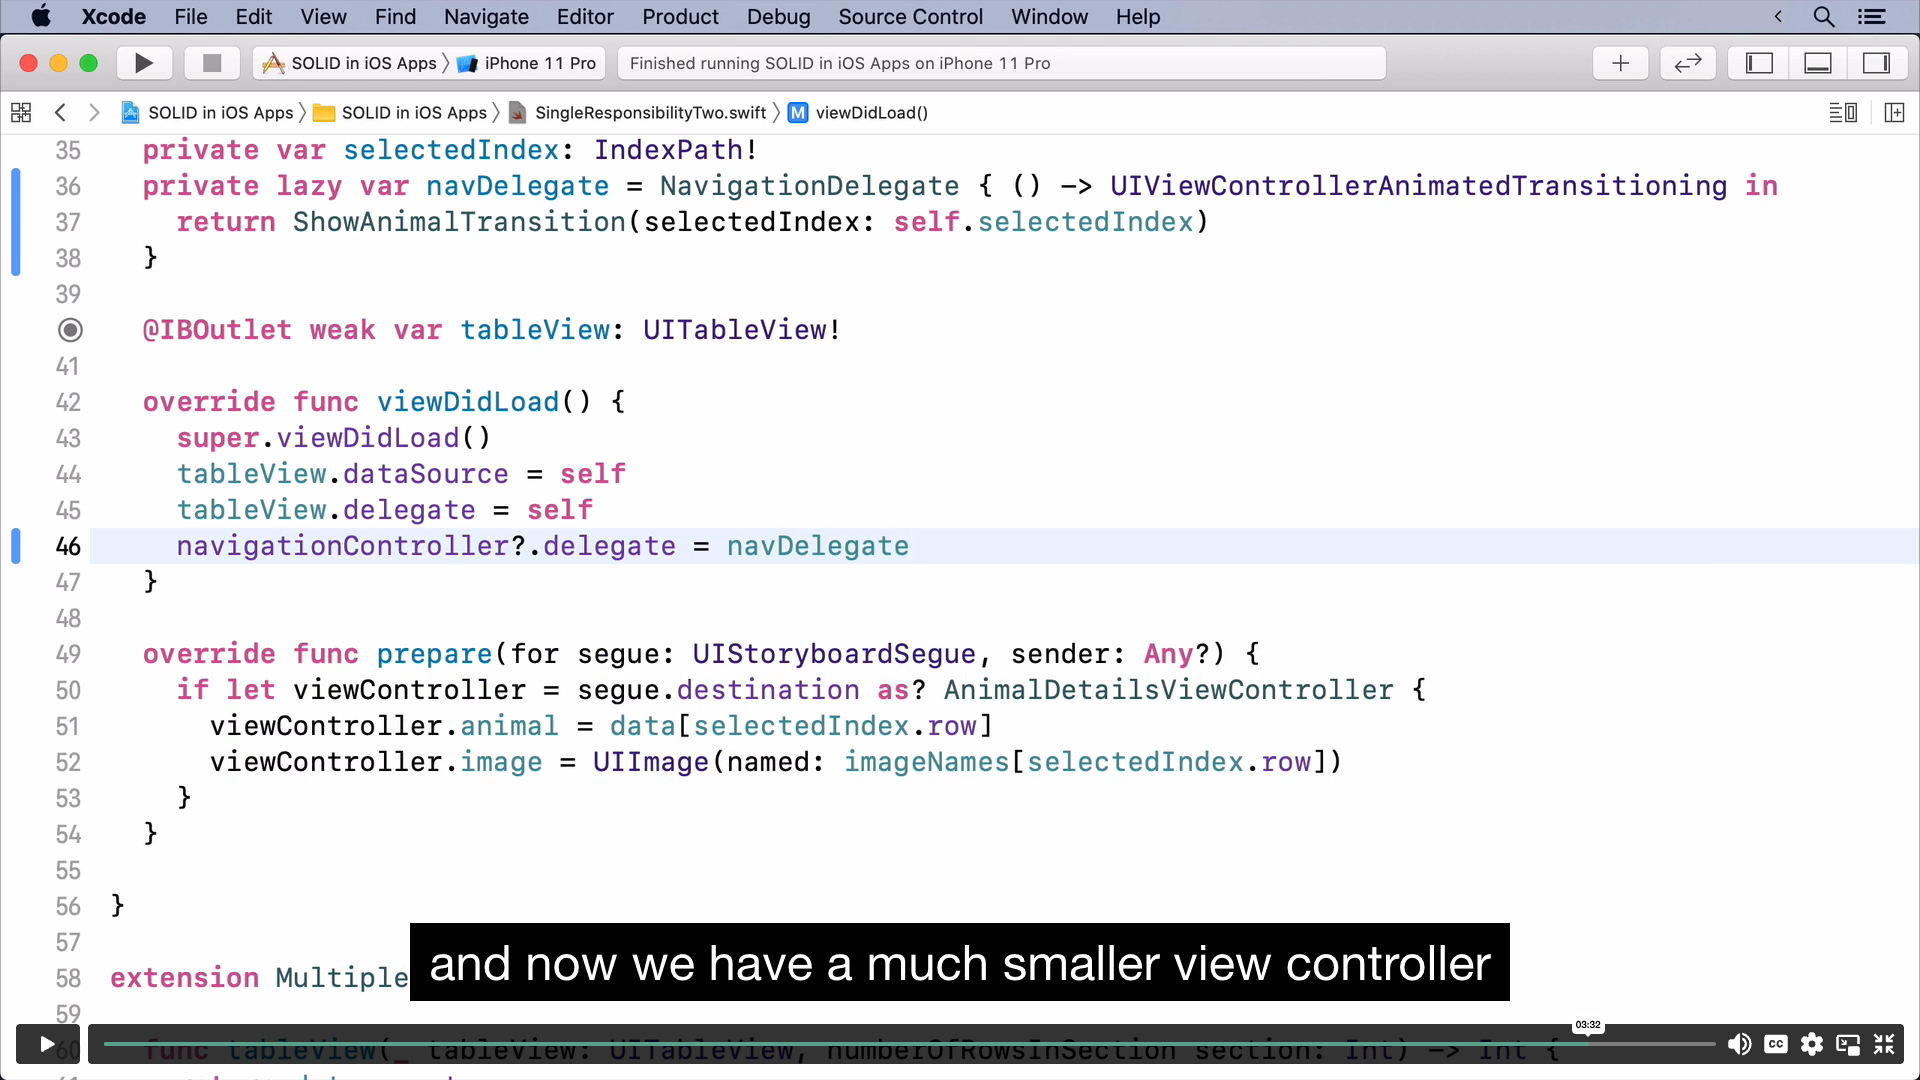 Xcode File Edit View Find Navigate Editor Product Debug Source Control Window Help
SOLID in iOS Apps iPhone 11 Pro Finished running SOLID in iOS Apps on iPhone 11 Pro
SOLID in iOS Apps SOLID in iOS Apps SingleResponsibilityTwo.swift M viewDidLoad()
35 private var selectedIndex: IndexPath!
36 private lazy var navDelegate = NavigationDelegate { () -> UIViewControllerAnimatedTransitioning in
37 return ShowAnimalTransition(selectedIndex: self.selectedIndex)
38 }
39
@IBOutlet weak var tableView: UITableView!
41
42 override func viewDidLoad() {
43 super.viewDidLoad()
44 tableView.dataSource = self
45 tableView.delegate = self
46 navigationController?.delegate = navDelegate
47 }
48
49 override func prepare(for segue: UIStoryboardSegue, sender: Any?) {
50 if let viewController = segue.destination as? AnimalDetailsViewController {
51 viewController.animal = data[selectedIndex.row]
52 viewController.image = UIImage(named: imageNames[selectedIndex.row])
53 }
54 }
55
56 }
57
58 extension Multiple
and now we have a much smaller view controller
59
03:32
60 func tableView(_ tableView: UITableView, numberOfRowsInSection section: Int) -> Int {
CC